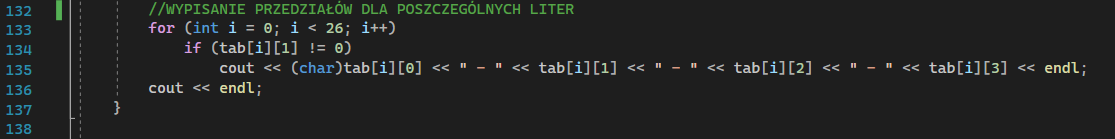 132 //WYPISANIE PRZEDZIAŁÓW DLA POSZCZEGÓLNYCH LITER
133 for (int i = 0; i < 26; i++)
134 if (tab[i][1] != 0)
135 cout << (char)tab[i][0] << " - " << tab[i][1] << " - " << tab[i][2] << " - " << tab[i][3] << endl;
136 cout << endl;
137 }
138